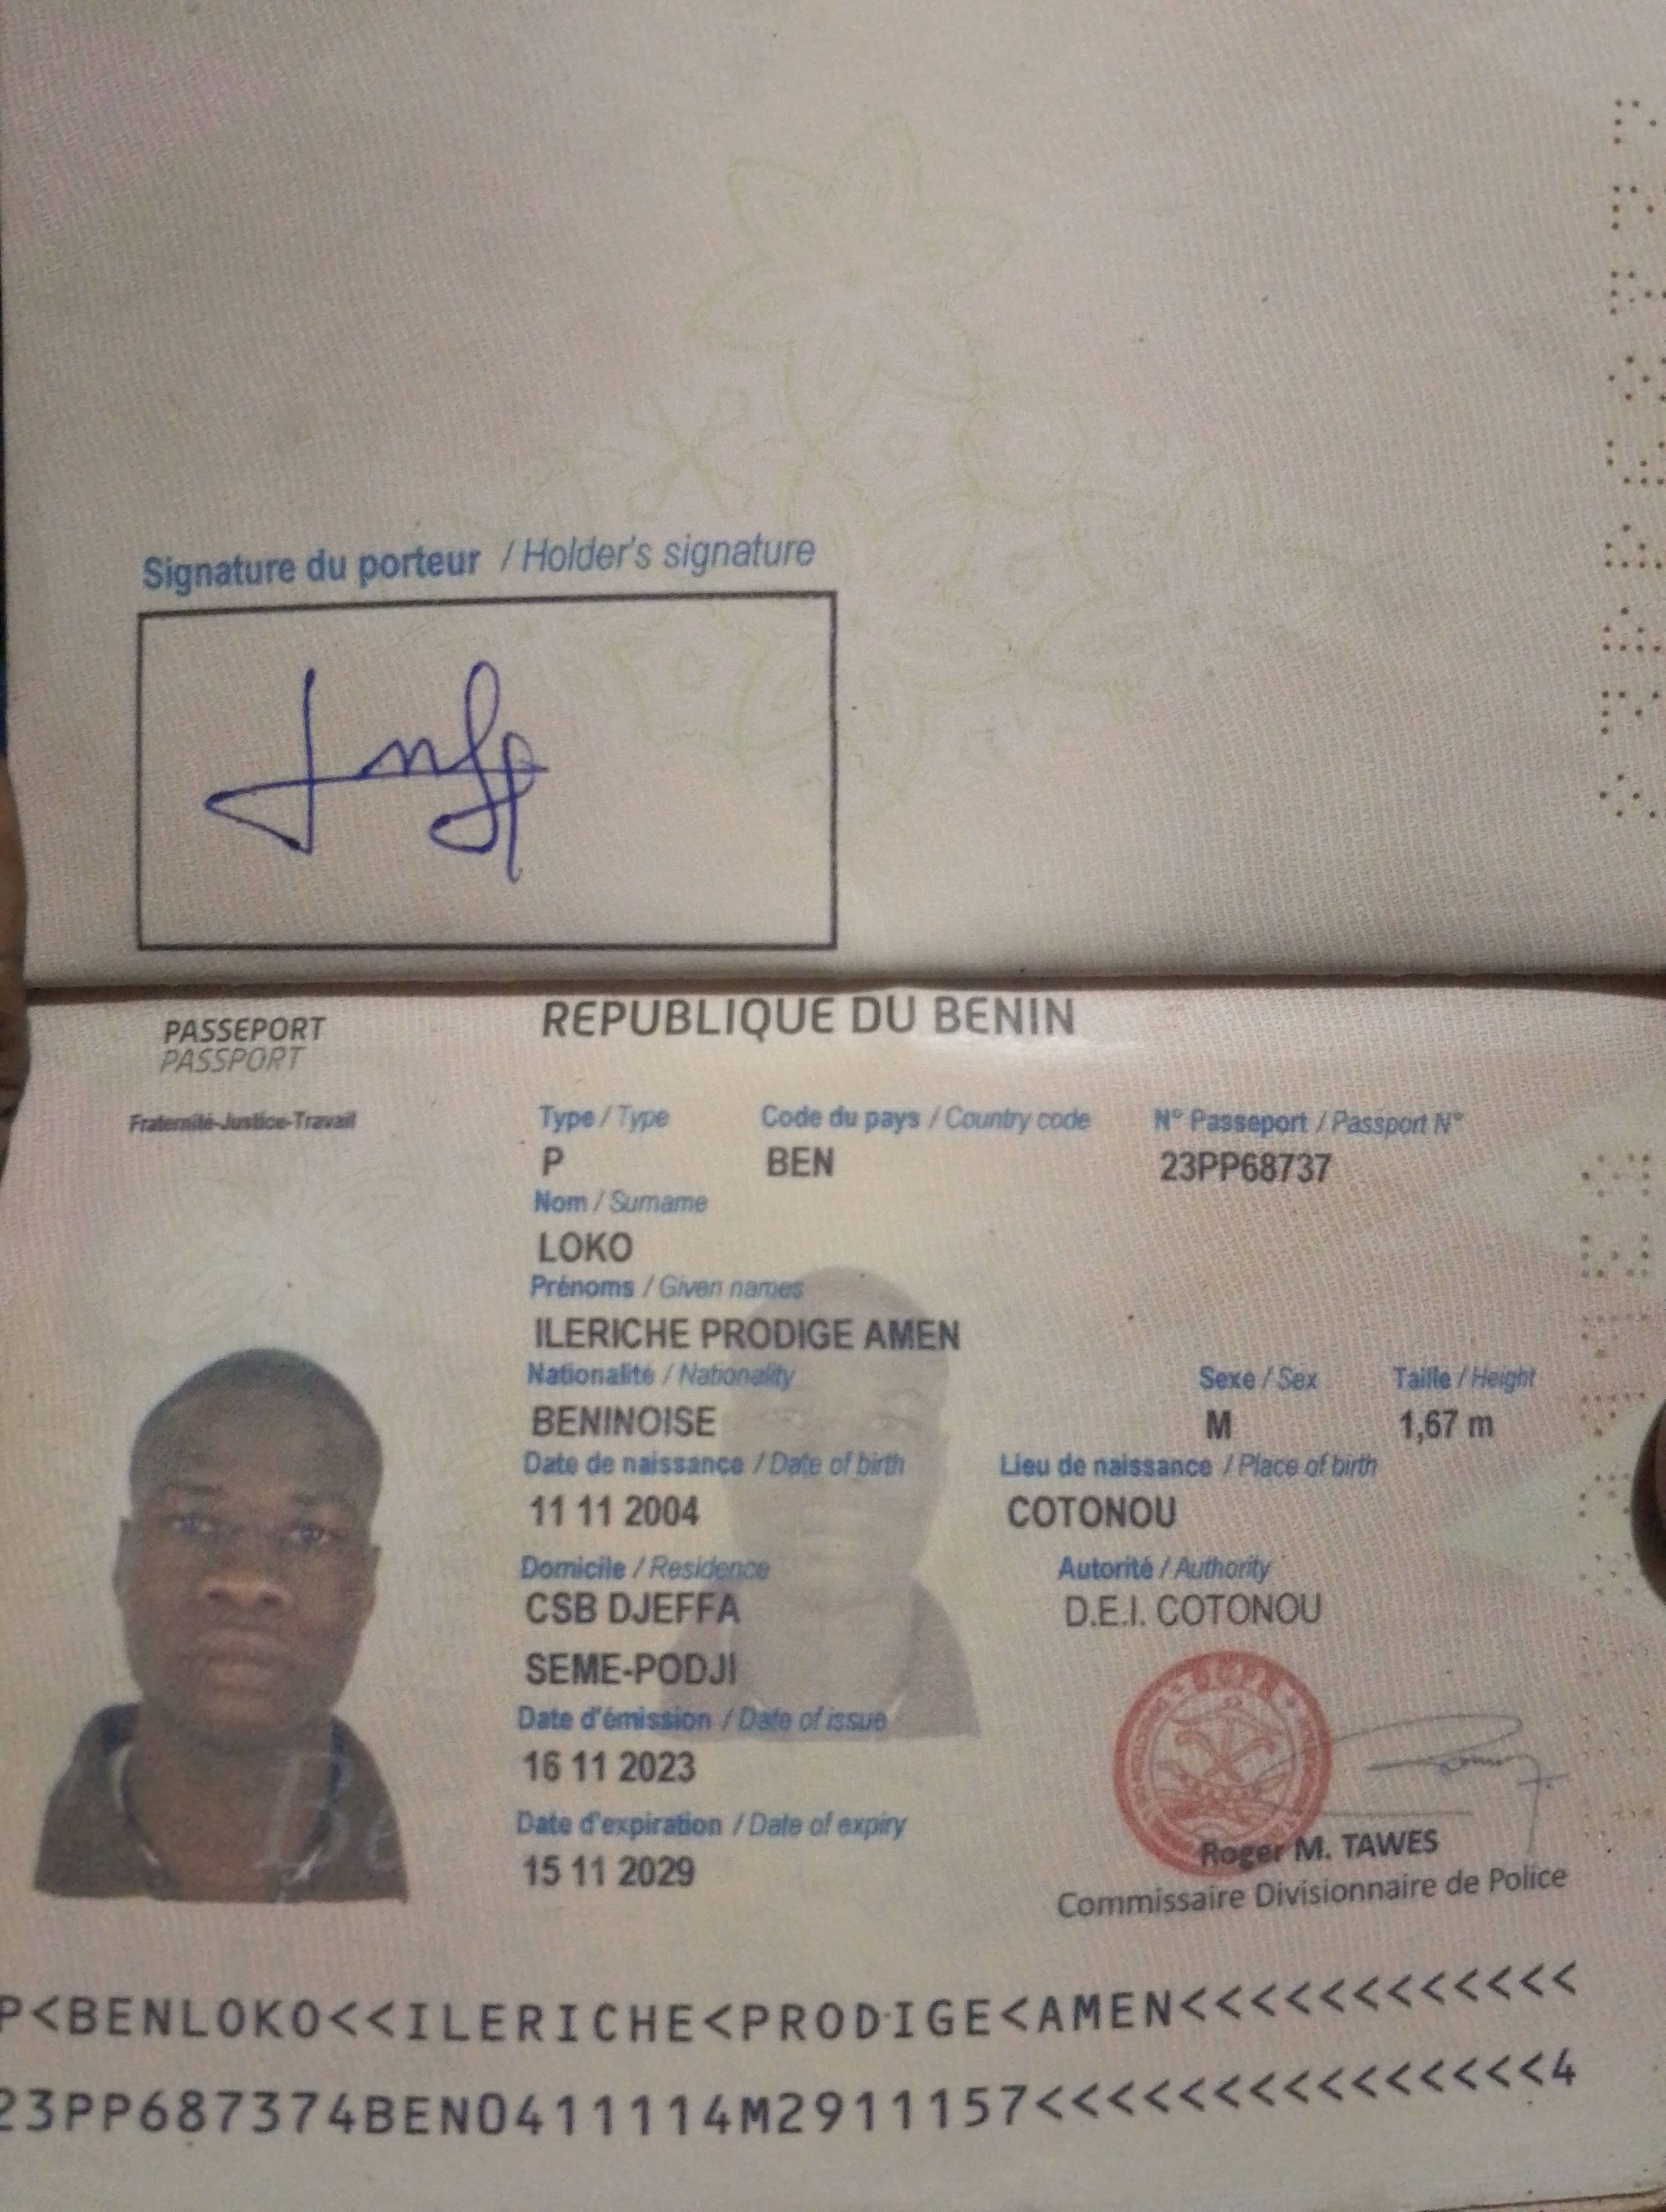 Signature du porteur / Holder's signature
PASSEPORT
PASSPORT
REPUBLIQUE DU BENIN
Fraternité-Justice-Travail
Type / Type Code du pays / Country code N° Passeport / Passport N°
P BEN 23PP68737
Nom / Surname
LOKO
Prénoms / Given names
ILERICHE PRODIGE AMEN
Nationalité / Nationality Sexe / Sex Taille / Height
BENINOISE M 1,67 m
Date de naissance / Date of birth Lieu de naissance / Place of birth
11 11 2004 COTONOU
Domicile / Residence Autorité / Authority
CSB DJEFFA D.E.I. COTONOU
SEME-PODJI
Date d'émission / Date of issue
16 11 2023
Date d'expiration / Date of expiry
15 11 2029
Roger M. TAWES
Commissaire Divisionnaire de Police
P<BENLOKO<<ILERICHE<PRODIGE<AMEN<<<<<<<<<<<<
23PP687374BEN0411114M2911157<<<<<<<<<<<<<<<4